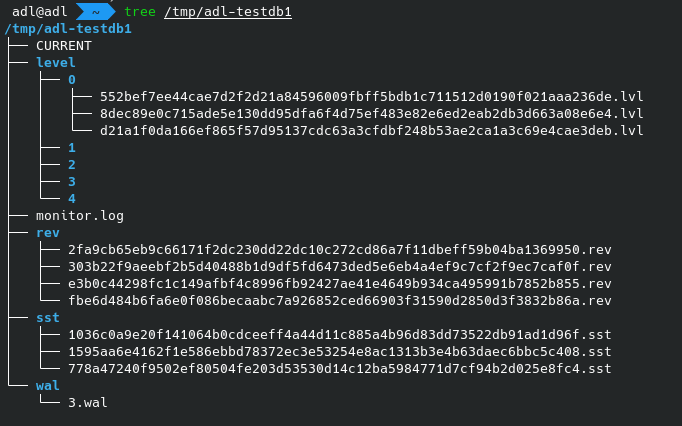 adl@adl ~ tree /tmp/adl-testdb1
/tmp/adl-testdb1
├── CURRENT
├── level
│   ├── 0
│   │   ├── 552bef7ee44cae7d2f2d21a84596009fbff5bdb1c711512d0190f021aaa236de.lvl
│   │   ├── 8dec89e0c715ade5e130dd95dfa6f4d75ef483e82e6ed2eab2db3d663a08e6e4.lvl
│   │   └── d21a1f0da166ef865f57d95137cdc63a3cfdbf248b53ae2ca1a3c69e4cae3deb.lvl
│   ├── 1
│   ├── 2
│   ├── 3
│   └── 4
├── monitor.log
├── rev
│   ├── 2fa9cb65eb9c66171f2dc230dd22dc10c272cd86a7f11dbeff59b04ba1369950.rev
│   ├── 303b22f9aeebf2b5d40488b1d9df5fd6473ded5e6eb4a4ef9c7cf2f9ec7caf0f.rev
│   ├── e3b0c44298fc1c149afbf4c8996fb92427ae41e4649b934ca495991b7852b855.rev
│   └── fbe6d484b6fa6e0f086becaabc7a926852ced66903f31590d2850d3f3832b86a.rev
├── sst
│   ├── 1036c0a9e20f141064b0cdceeff4a44d11c885a4b96d83dd73522db91ad1d96f.sst
│   ├── 1595aa6e4162f1e586ebbd78372ec3e53254e8ac1313b3e4b63daec6bbc5c408.sst
│   └── 778a47240f9502ef80504fe203d53530d14c12ba5984771d7cf94b2d025e8fc4.sst
└── wal
    └── 3.wal